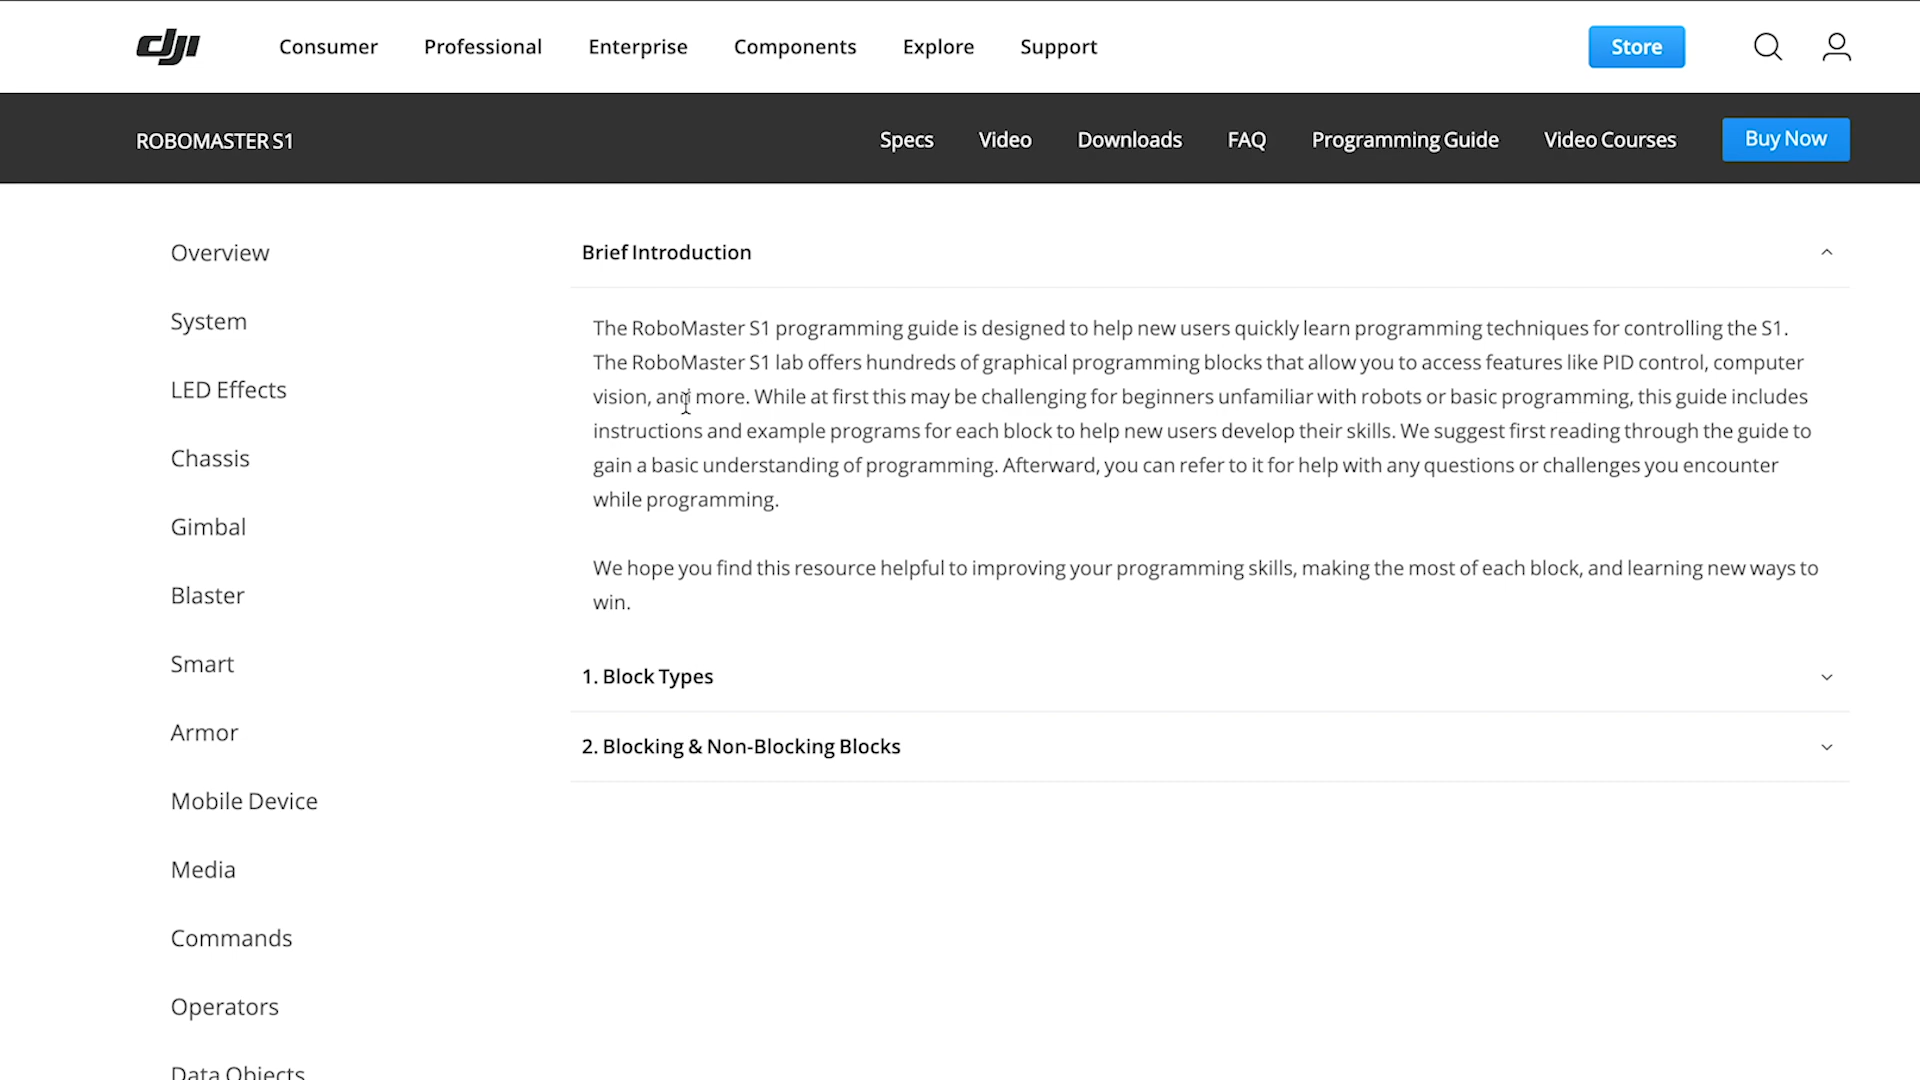 dji Consumer Professional Enterprise Components Explore Support Store
ROBOMASTER S1 Specs Video Downloads FAQ Programming Guide Video Courses Buy Now
Overview
System
LED Effects
Chassis
Gimbal
Blaster
Smart
Armor
Mobile Device
Media
Commands
Operators
Data Objects
Brief Introduction
The RoboMaster S1 programming guide is designed to help new users quickly learn programming techniques for controlling the S1.
The RoboMaster S1 lab offers hundreds of graphical programming blocks that allow you to access features like PID control, computer
vision, and more. While at first this may be challenging for beginners unfamiliar with robots or basic programming, this guide includes
instructions and example programs for each block to help new users develop their skills. We suggest first reading through the guide to
gain a basic understanding of programming. Afterward, you can refer to it for help with any questions or challenges you encounter
while programming.
We hope you find this resource helpful to improving your programming skills, making the most of each block, and learning new ways to
win.
1. Block Types
2. Blocking & Non-Blocking Blocks